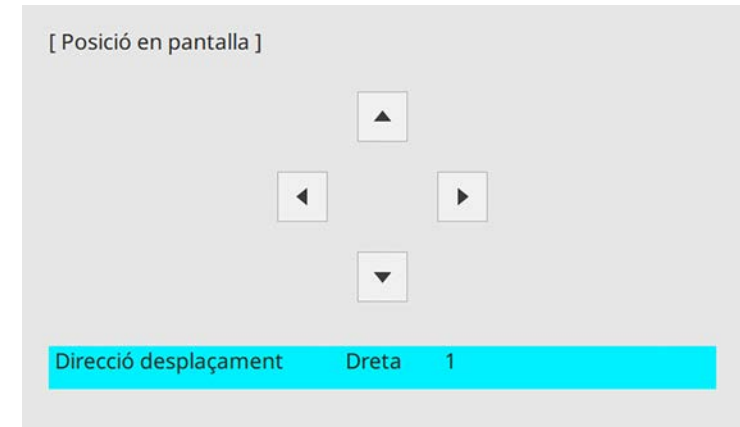 [ Posició en pantalla ]
Direcció desplaçament Dreta 1